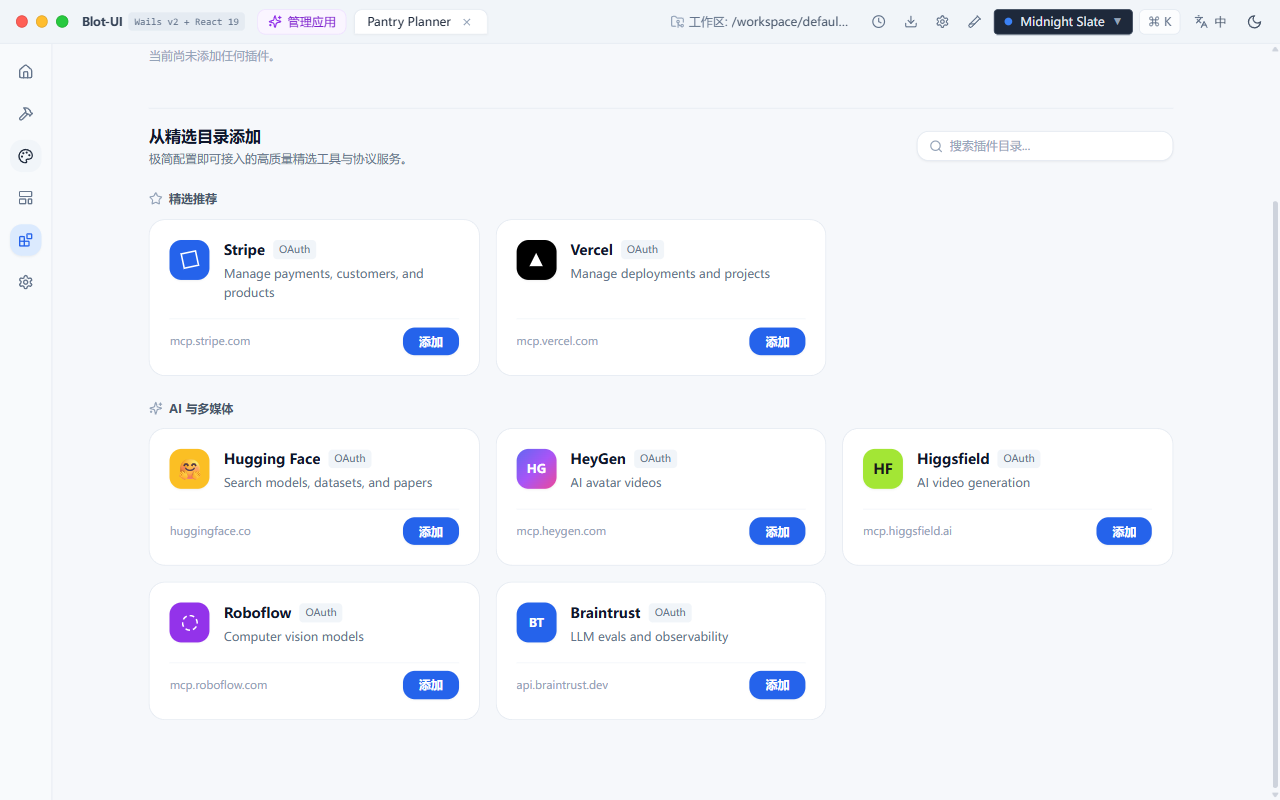 Blot-UI Wails v2 + React 19 管理应用 Pantry Planner × 工作区: /workspace/defaul... Midnight Slate ▼ ⌘ K 中
当前尚未添加任何插件。
从精选目录添加
极简配置即可接入的高质量精选工具与协议服务。
搜索插件目录...
精选推荐
Stripe OAuth
Manage payments, customers, and
products
mcp.stripe.com 添加
Vercel OAuth
Manage deployments and projects
mcp.vercel.com 添加
AI 与多媒体
Hugging Face OAuth
Search models, datasets, and papers
huggingface.co 添加
HG HeyGen OAuth
AI avatar videos
mcp.heygen.com 添加
HF Higgsfield OAuth
AI video generation
mcp.higgsfield.ai 添加
Roboflow OAuth
Computer vision models
mcp.roboflow.com 添加
BT Braintrust OAuth
LLM evals and observability
api.braintrust.dev 添加